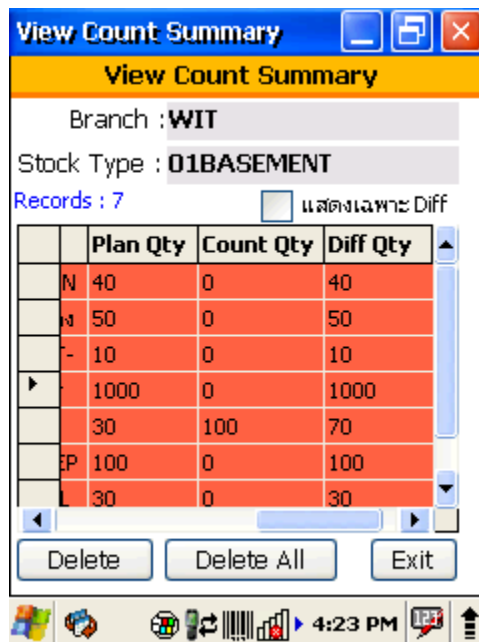 View Count Summary
View Count Summary
Branch : WIT
Stock Type : 01BASEMENT
Records : 7 แสดงเฉพาะ Diff
Plan Qty Count Qty Diff Qty
N 40 0 40
50 0 50
T- 10 0 10
1000 0 1000
30 100 70
EP 100 0 100
L 30 0 30
Delete Delete All Exit
4:23 PM